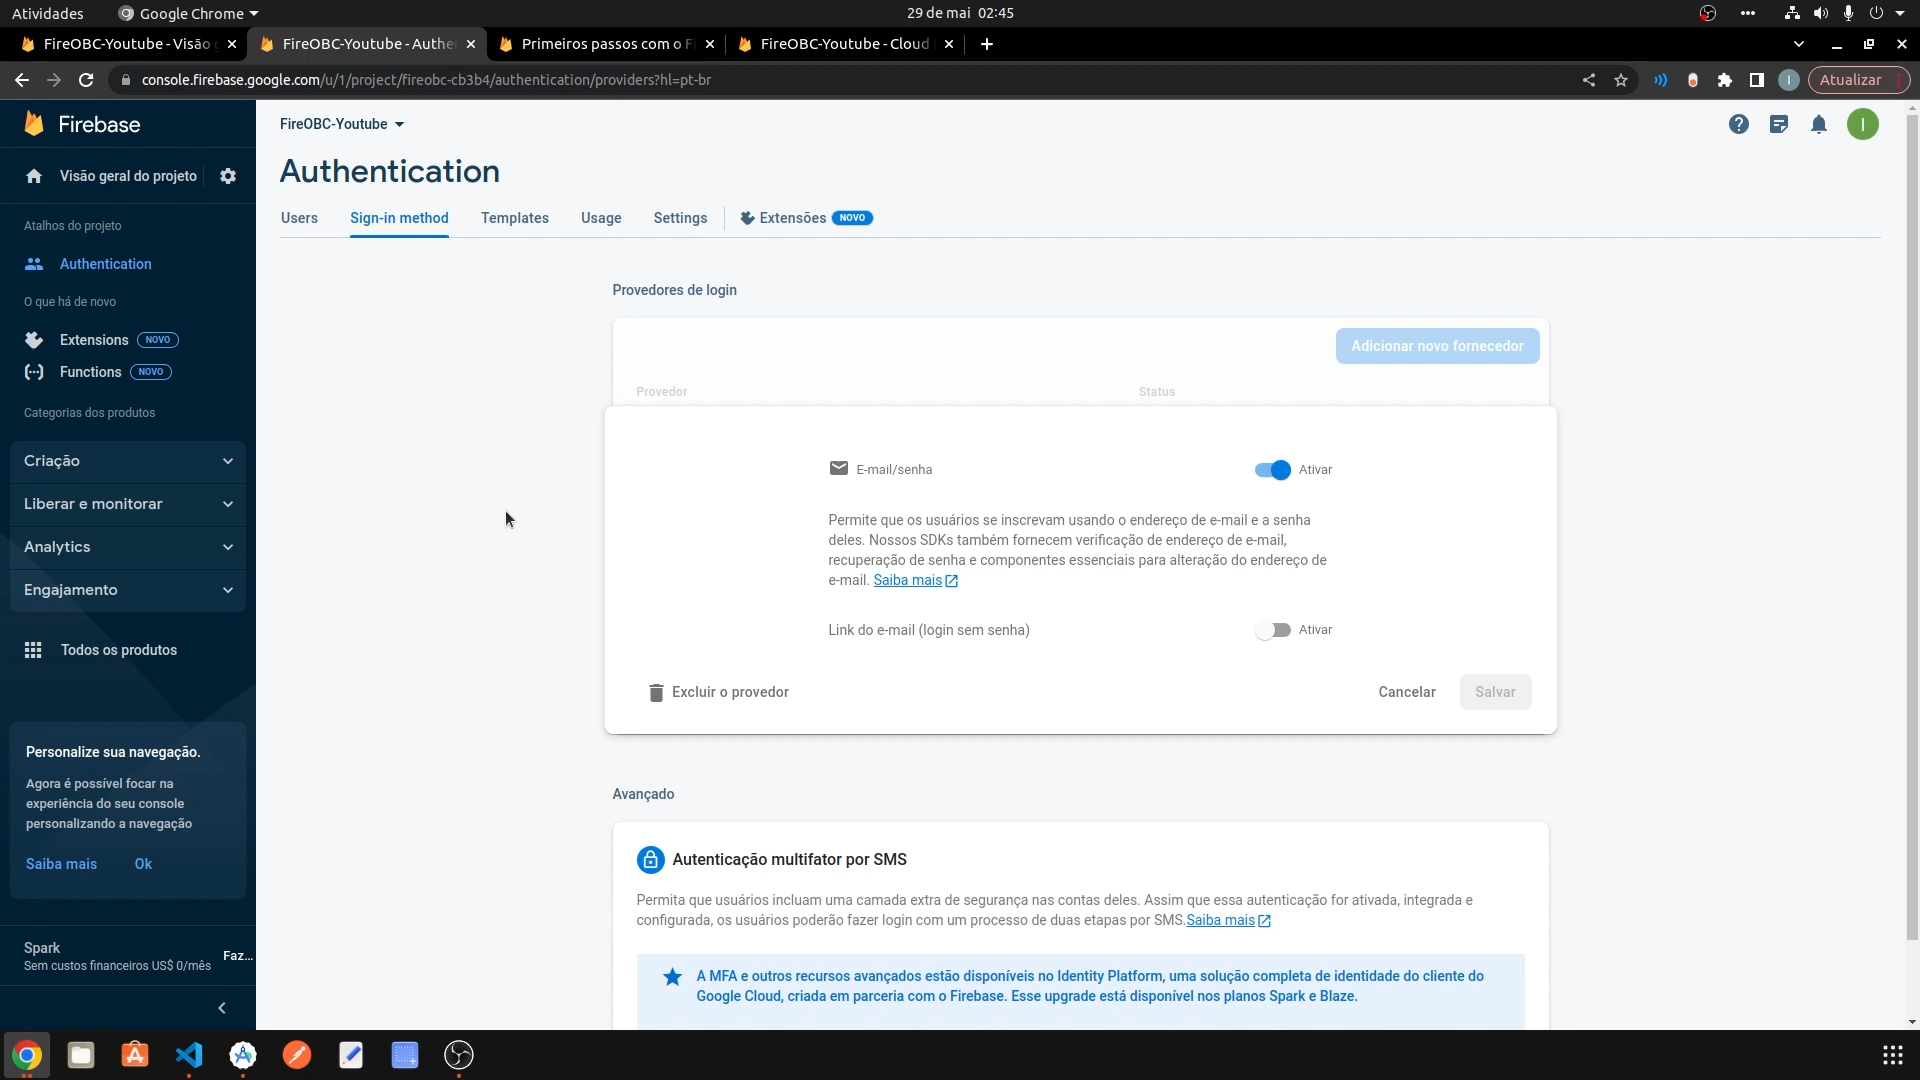 Atividades
Google Chrome
29 de mai 02:45
FireOBC-Youtube - Visão
FireOBC-Youtube - Authe
Primeiros passos com o F
FireOBC-Youtube - Cloud
console.firebase.google.com/u/1/project/fireobc-cb3b4/authentication/providers?hl=pt-br
Atualizar
Firebase
FireOBC-Youtube
I
Visão geral do projeto
Authentication
Users
Sign-in method
Templates
Usage
Settings
Extensões NOVO
Atalhos do projeto
Authentication
O que há de novo
Extensions NOVO
Functions NOVO
Categorias dos produtos
Criação
Liberar e monitorar
Analytics
Engajamento
Todos os produtos
Personalize sua navegação.
Agora é possível focar na
experiência do seu console
personalizando a navegação
Saiba mais
Ok
Spark
Sem custos financeiros US$ 0/mês
Faz...
Provedores de login
Adicionar novo fornecedor
Provedor
Status
E-mail/senha
Ativar
Permite que os usuários se inscrevam usando o endereço de e-mail e a senha
deles. Nossos SDKs também fornecem verificação de endereço de e-mail,
recuperação de senha e componentes essenciais para alteração do endereço de
e-mail. Saiba mais
Link do e-mail (login sem senha)
Ativar
Excluir o provedor
Cancelar
Salvar
Avançado
Autenticação multifator por SMS
Permita que usuários incluam uma camada extra de segurança nas contas deles. Assim que essa autenticação for ativada, integrada e
configurada, os usuários poderão fazer login com um processo de duas etapas por SMS.Saiba mais
A MFA e outros recursos avançados estão disponíveis no Identity Platform, uma solução completa de identidade do cliente do
Google Cloud, criada em parceria com o Firebase. Esse upgrade está disponível nos planos Spark e Blaze.